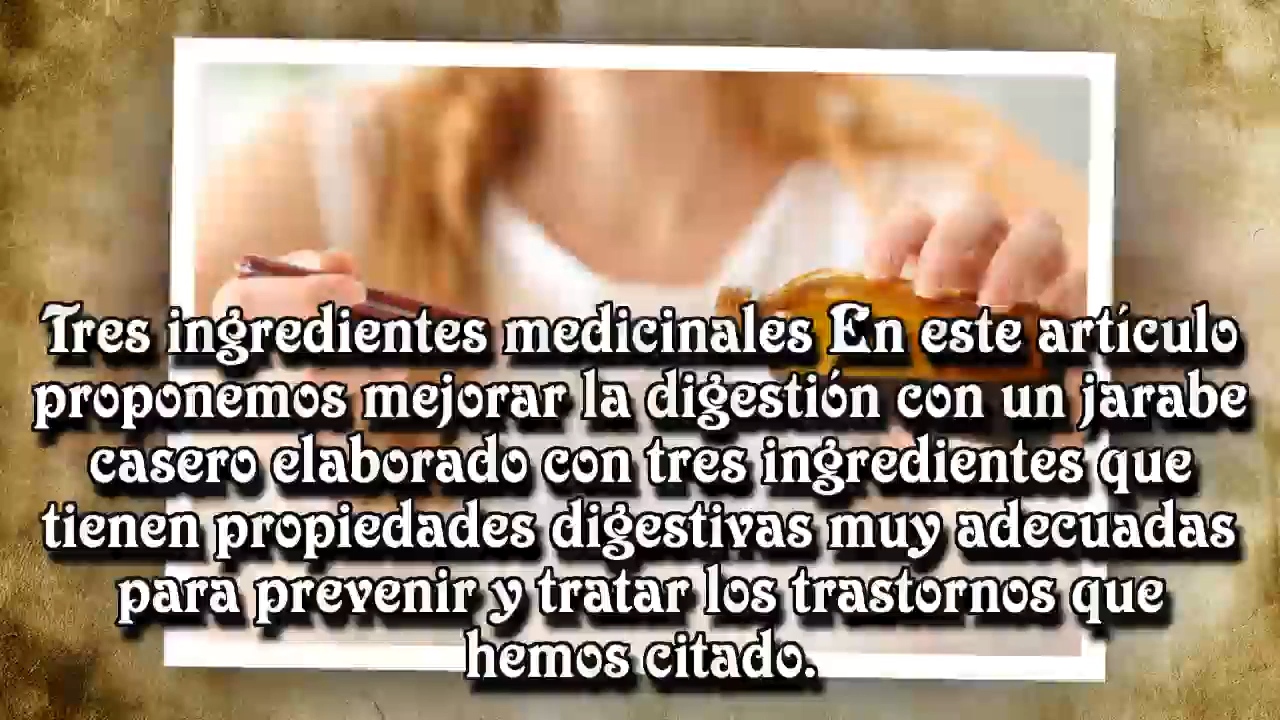 Tres ingredientes medicinales En este artículo
proponemos mejorar la digestión con un jarabe
casero elaborado con tres ingredientes que
tienen propiedades digestivas muy adecuadas
para prevenir y tratar los trastornos que
hemos citado.